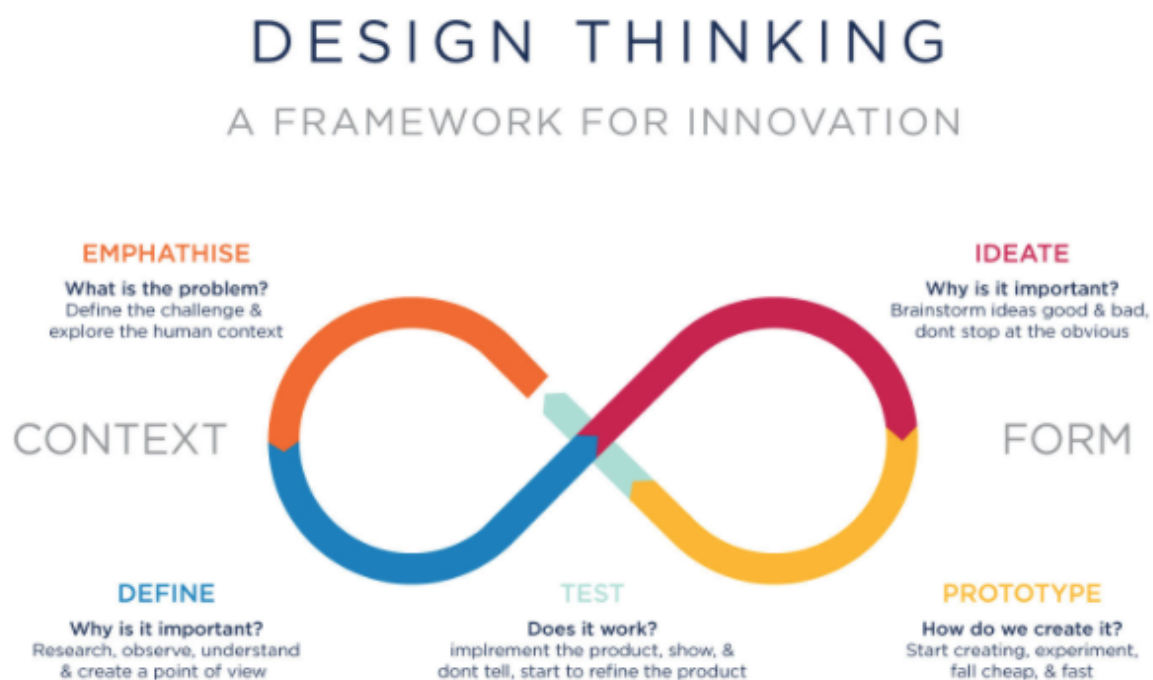 DESIGN THINKING
A FRAMEWORK FOR INNOVATION
EMPHATHISE
What is the problem?
Define the challenge &
explore the human context
IDEATE
Why is it important?
Brainstorm ideas good & bad,
dont stop at the obvious
CONTEXT
FORM
DEFINE
Why is it important?
Research, observe, understand
& create a point of view
TEST
Does it work?
implrement the product, show, &
dont tell, start to refine the product
PROTOTYPE
How do we create it?
Start creating, experiment,
fall cheap, & fast